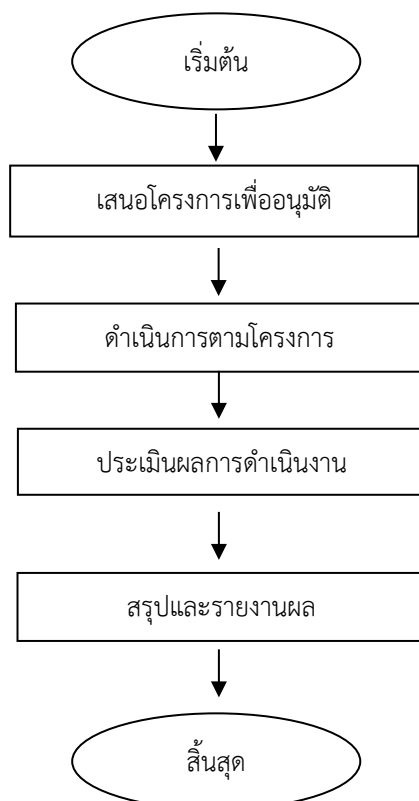 เริ่มต้น
เสนอโครงการเพื่ออนุมัติ
ดำเนินการตามโครงการ
ประเมินผลการดำเนินงาน
สรุปและรายงานผล
สิ้นสุด